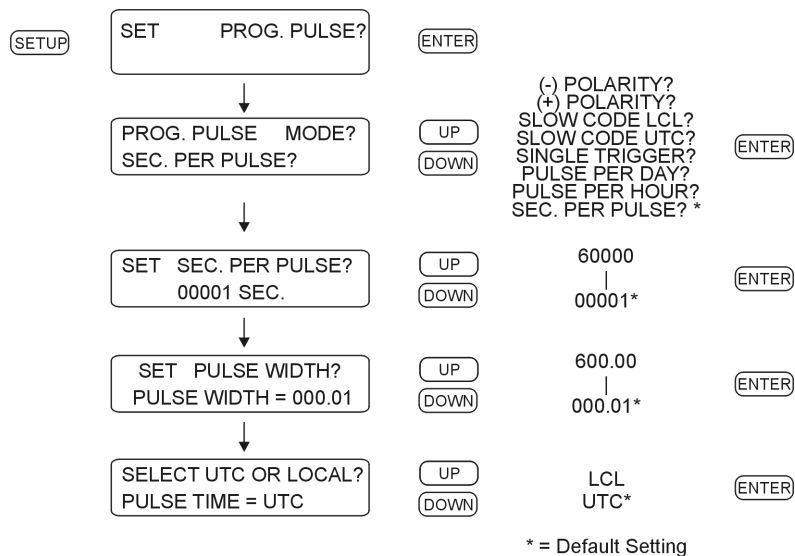 SETUP
SET PROG. PULSE?
ENTER
PROG. PULSE MODE?
SEC. PER PULSE?
UP
DOWN
(-) POLARITY?
(+) POLARITY?
SLOW CODE LCL?
SLOW CODE UTC?
SINGLE TRIGGER?
PULSE PER DAY?
PULSE PER HOUR?
SEC. PER PULSE? *
ENTER
SET SEC. PER PULSE?
00001 SEC.
UP
DOWN
60000
|
00001*
ENTER
SET PULSE WIDTH?
PULSE WIDTH = 000.01
UP
DOWN
600.00
|
000.01*
ENTER
SELECT UTC OR LOCAL?
PULSE TIME = UTC
UP
DOWN
LCL
UTC*
ENTER
* = Default Setting